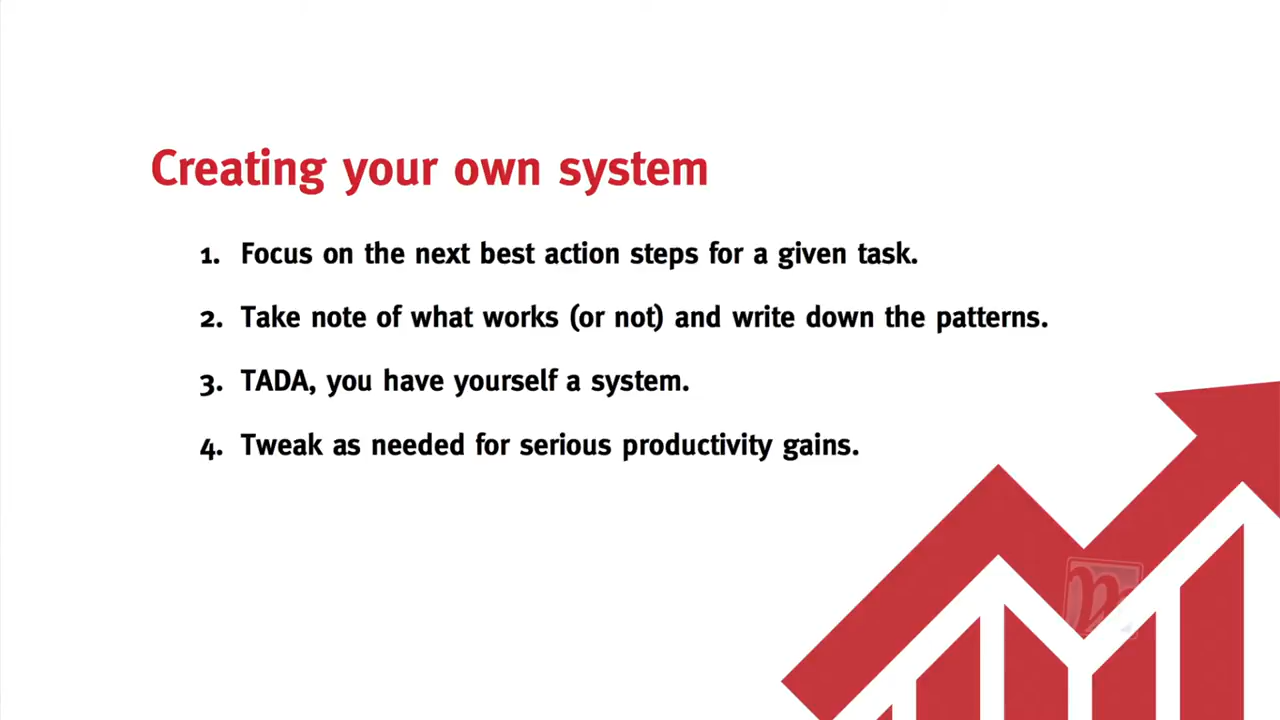 Creating your own system
1. Focus on the next best action steps for a given task.
2. Take note of what works (or not) and write down the patterns.
3. TADA, you have yourself a system.
4. Tweak as needed for serious productivity gains.